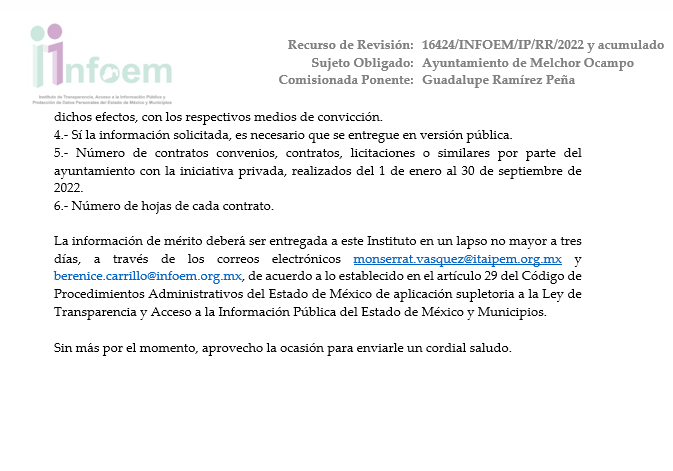 infoem
Instituto de Transparencia, Acceso a la Información Pública y
Protección de Datos Personales del Estado de México y Municipios
Recurso de Revisión: 16424/INFOEM/IP/RR/2022 y acumulado
Sujeto Obligado: Ayuntamiento de Melchor Ocampo
Comisionada Ponente: Guadalupe Ramírez Peña
dichos efectos, con los respectivos medios de convicción.
4.- Sí la información solicitada, es necesario que se entregue en versión pública.
5.- Número de contratos convenios, contratos, licitaciones o similares por parte del
ayuntamiento con la iniciativa privada, realizados del 1 de enero al 30 de septiembre de
2022.
6.- Número de hojas de cada contrato.
La información de mérito deberá ser entregada a este Instituto en un lapso no mayor a tres
días, a través de los correos electrónicos monserrat.vasquez@itaipem.org.mx y
berenice.carrillo@infoem.org.mx, de acuerdo a lo establecido en el artículo 29 del Código de
Procedimientos Administrativos del Estado de México de aplicación supletoria a la Ley de
Transparencia y Acceso a la Información Pública del Estado de México y Municipios.
Sin más por el momento, aprovecho la ocasión para enviarle un cordial saludo.